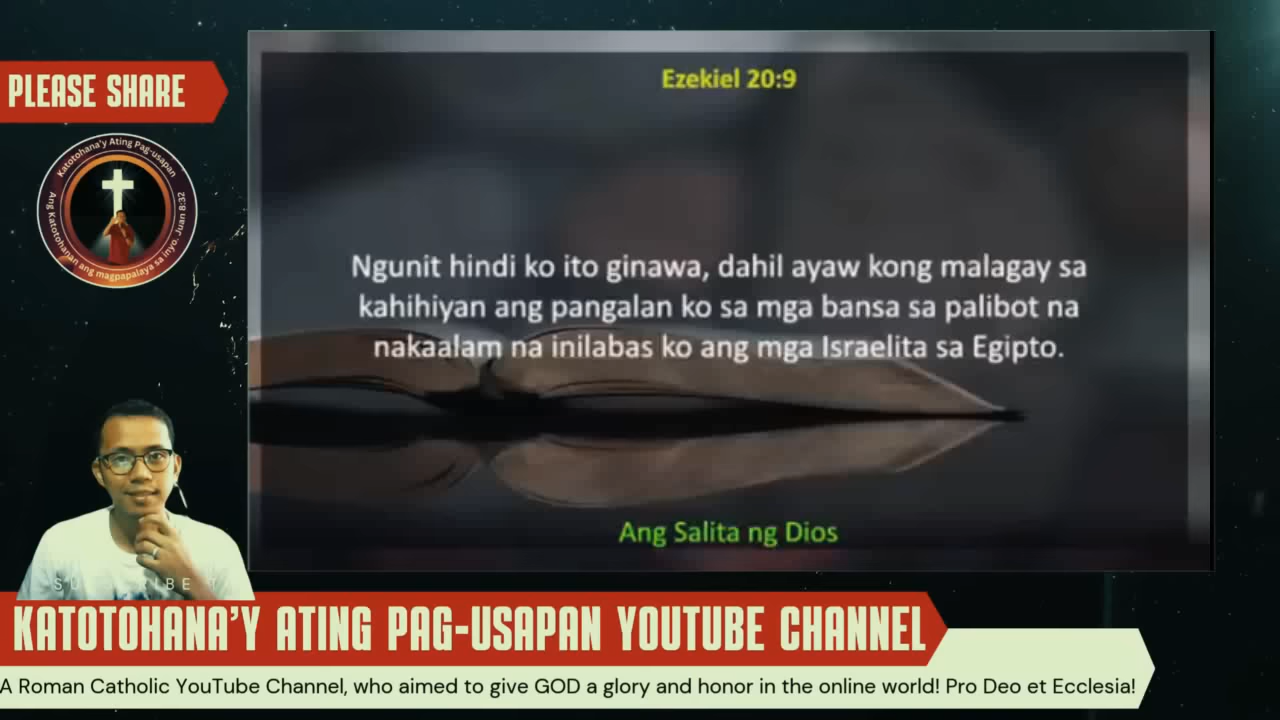 PLEASE SHARE
Katotohana'y Ating Pag-usapan
Ang Katotohanan ang magpapalaya sa inyo. Juan 8:32
Ezekiel 20:9
Ngunit hindi ko ito ginawa, dahil ayaw kong malagay sa
kahihiyan ang pangalan ko sa mga bansa sa palibot na
nakaalam na inilabas ko ang mga Israelita sa Egipto.
Ang Salita ng Dios
KATOTOHANA'Y ATING PAG-USAPAN YOUTUBE CHANNEL
A Roman Catholic YouTube Channel, who aimed to give GOD a glory and honor in the online world! Pro Deo et Ecclesia!